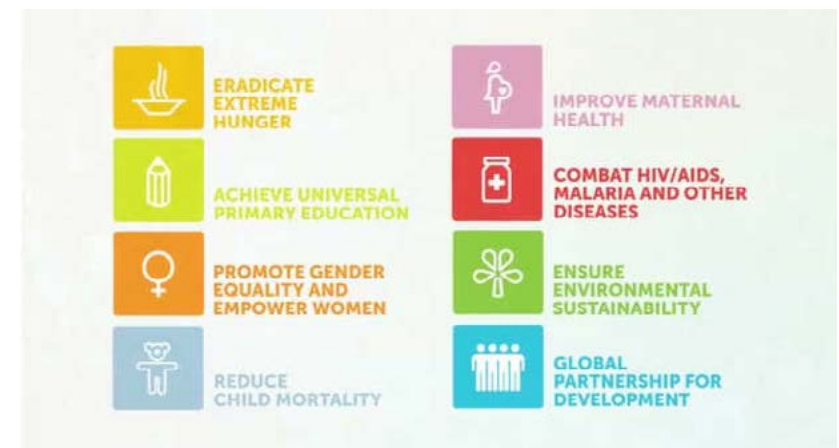 ERADICATE
EXTREME
HUNGER
ACHIEVE UNIVERSAL
PRIMARY EDUCATION
PROMOTE GENDER
EQUALITY AND
EMPOWER WOMEN
REDUCE
CHILD MORTALITY
IMPROVE MATERNAL
HEALTH
COMBAT HIV/AIDS,
MALARIA AND OTHER
DISEASES
ENSURE
ENVIRONMENTAL
SUSTAINABILITY
GLOBAL
PARTNERSHIP FOR
DEVELOPMENT